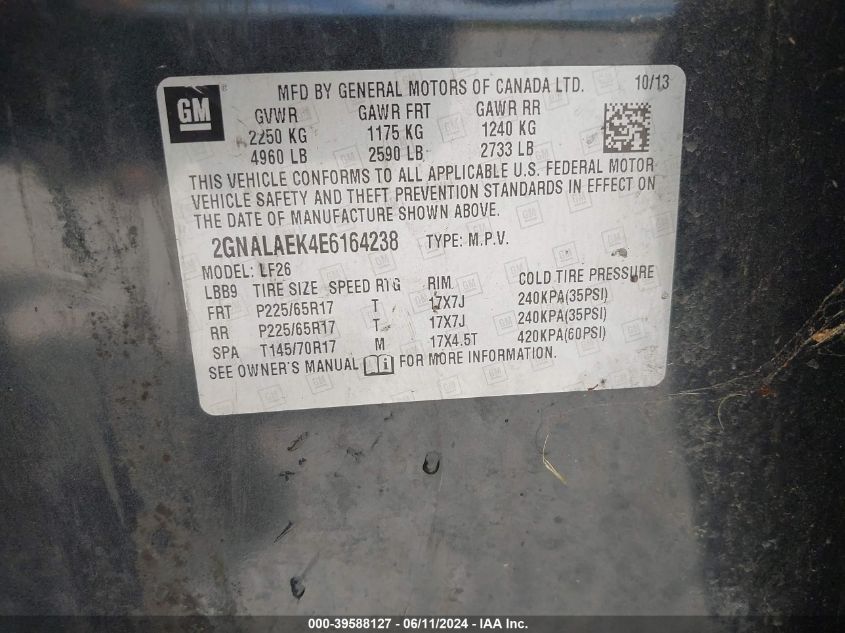 GM
MFD BY GENERAL MOTORS OF CANADA LTD. 10/13
GVWR GAWR FRT GAWR RR
2250 KG 1175 KG 1240 KG
4960 LB 2590 LB 2733 LB
THIS VEHICLE CONFORMS TO ALL APPLICABLE U.S. FEDERAL MOTOR
VEHICLE SAFETY AND THEFT PREVENTION STANDARDS IN EFFECT ON
THE DATE OF MANUFACTURE SHOWN ABOVE.
2GNALAEK4E6164238 TYPE: M.P.V.
MODEL: LF26
LBB9 TIRE SIZE SPEED RTG RIM COLD TIRE PRESSURE
FRT P225/65R17 T 17X7J 240KPA(35PSI)
RR P225/65R17 T 17X7J 240KPA(35PSI)
SPA T145/70R17 M 17X4.5T 420KPA(60PSI)
SEE OWNER'S MANUAL FOR MORE INFORMATION.
000-39588127 - 06/11/2024 - IAA Inc.